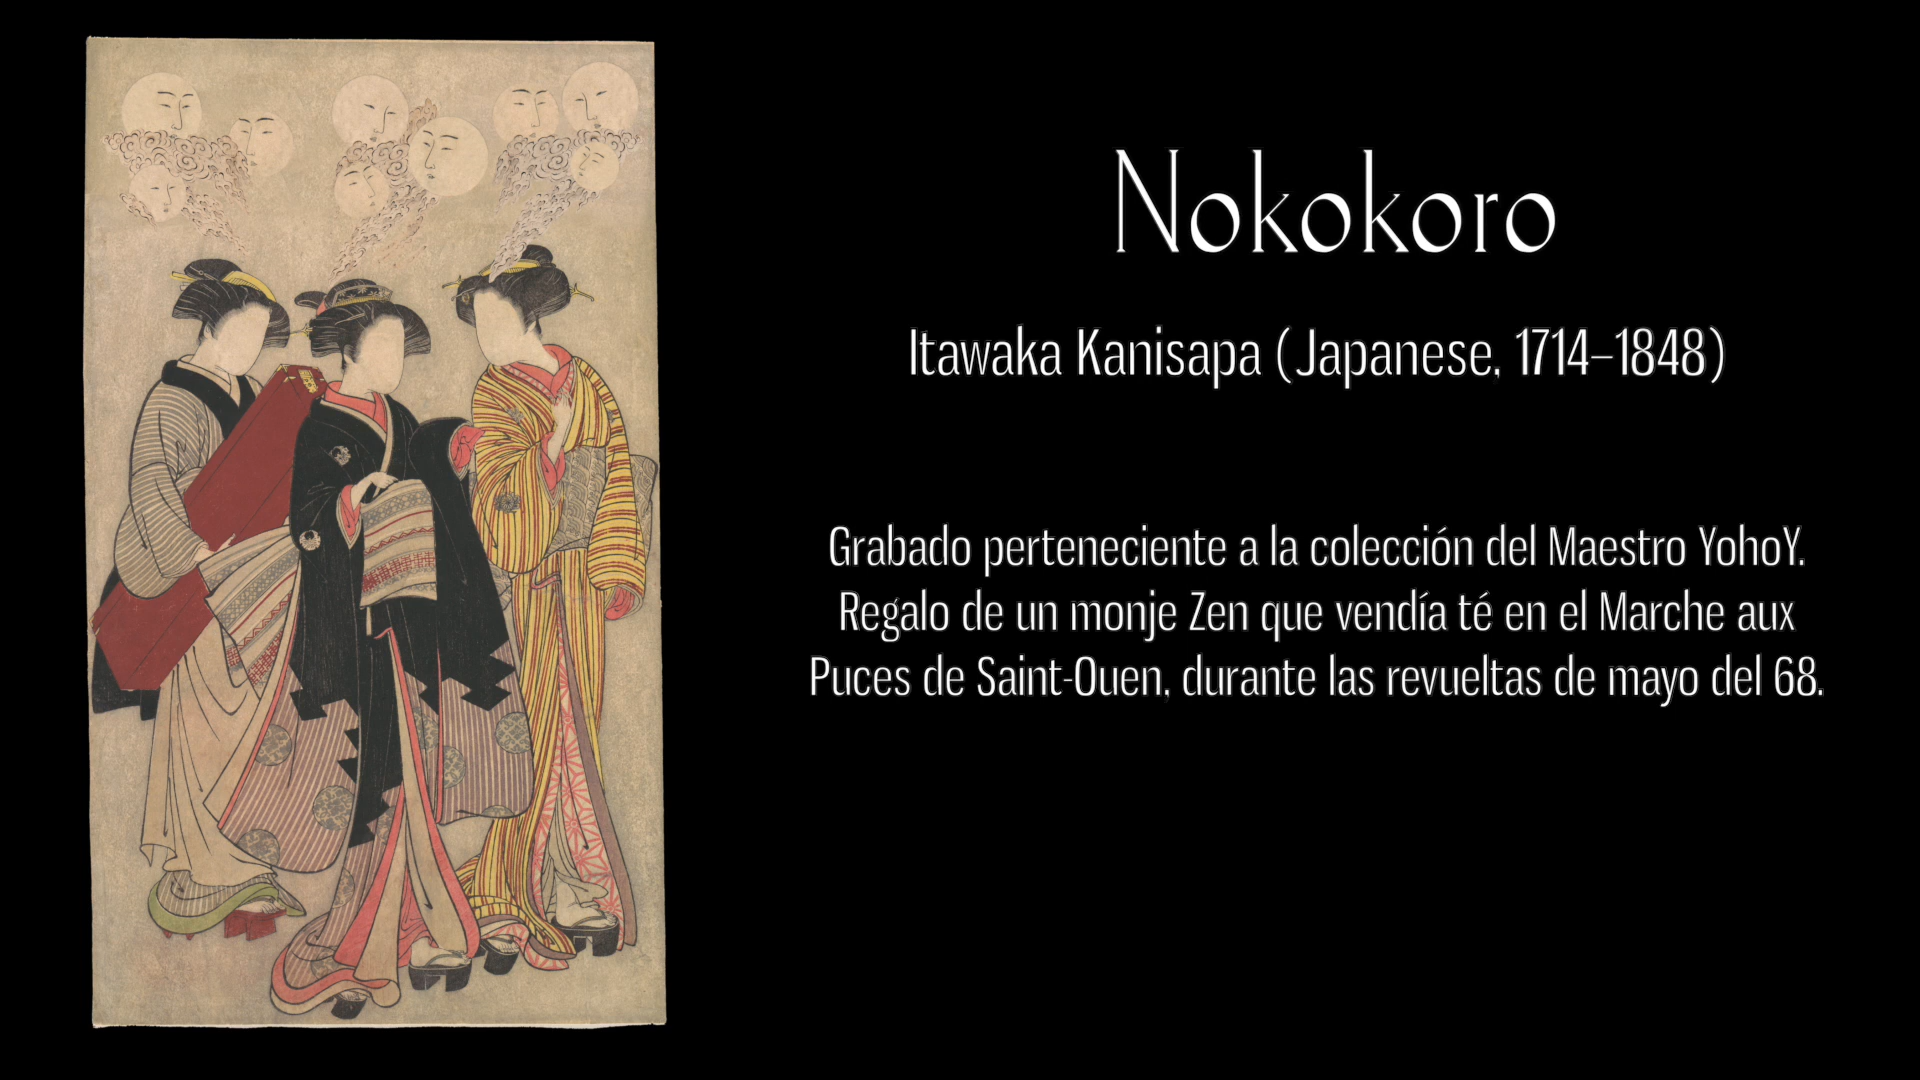 Nokokoro
Itawaka Kanisapa (Japanese, 1714–1848)
Grabado perteneciente a la colección del Maestro YohoY.
Regalo de un monje Zen que vendía té en el Marche aux
Puces de Saint-Ouen, durante las revueltas de mayo del 68.